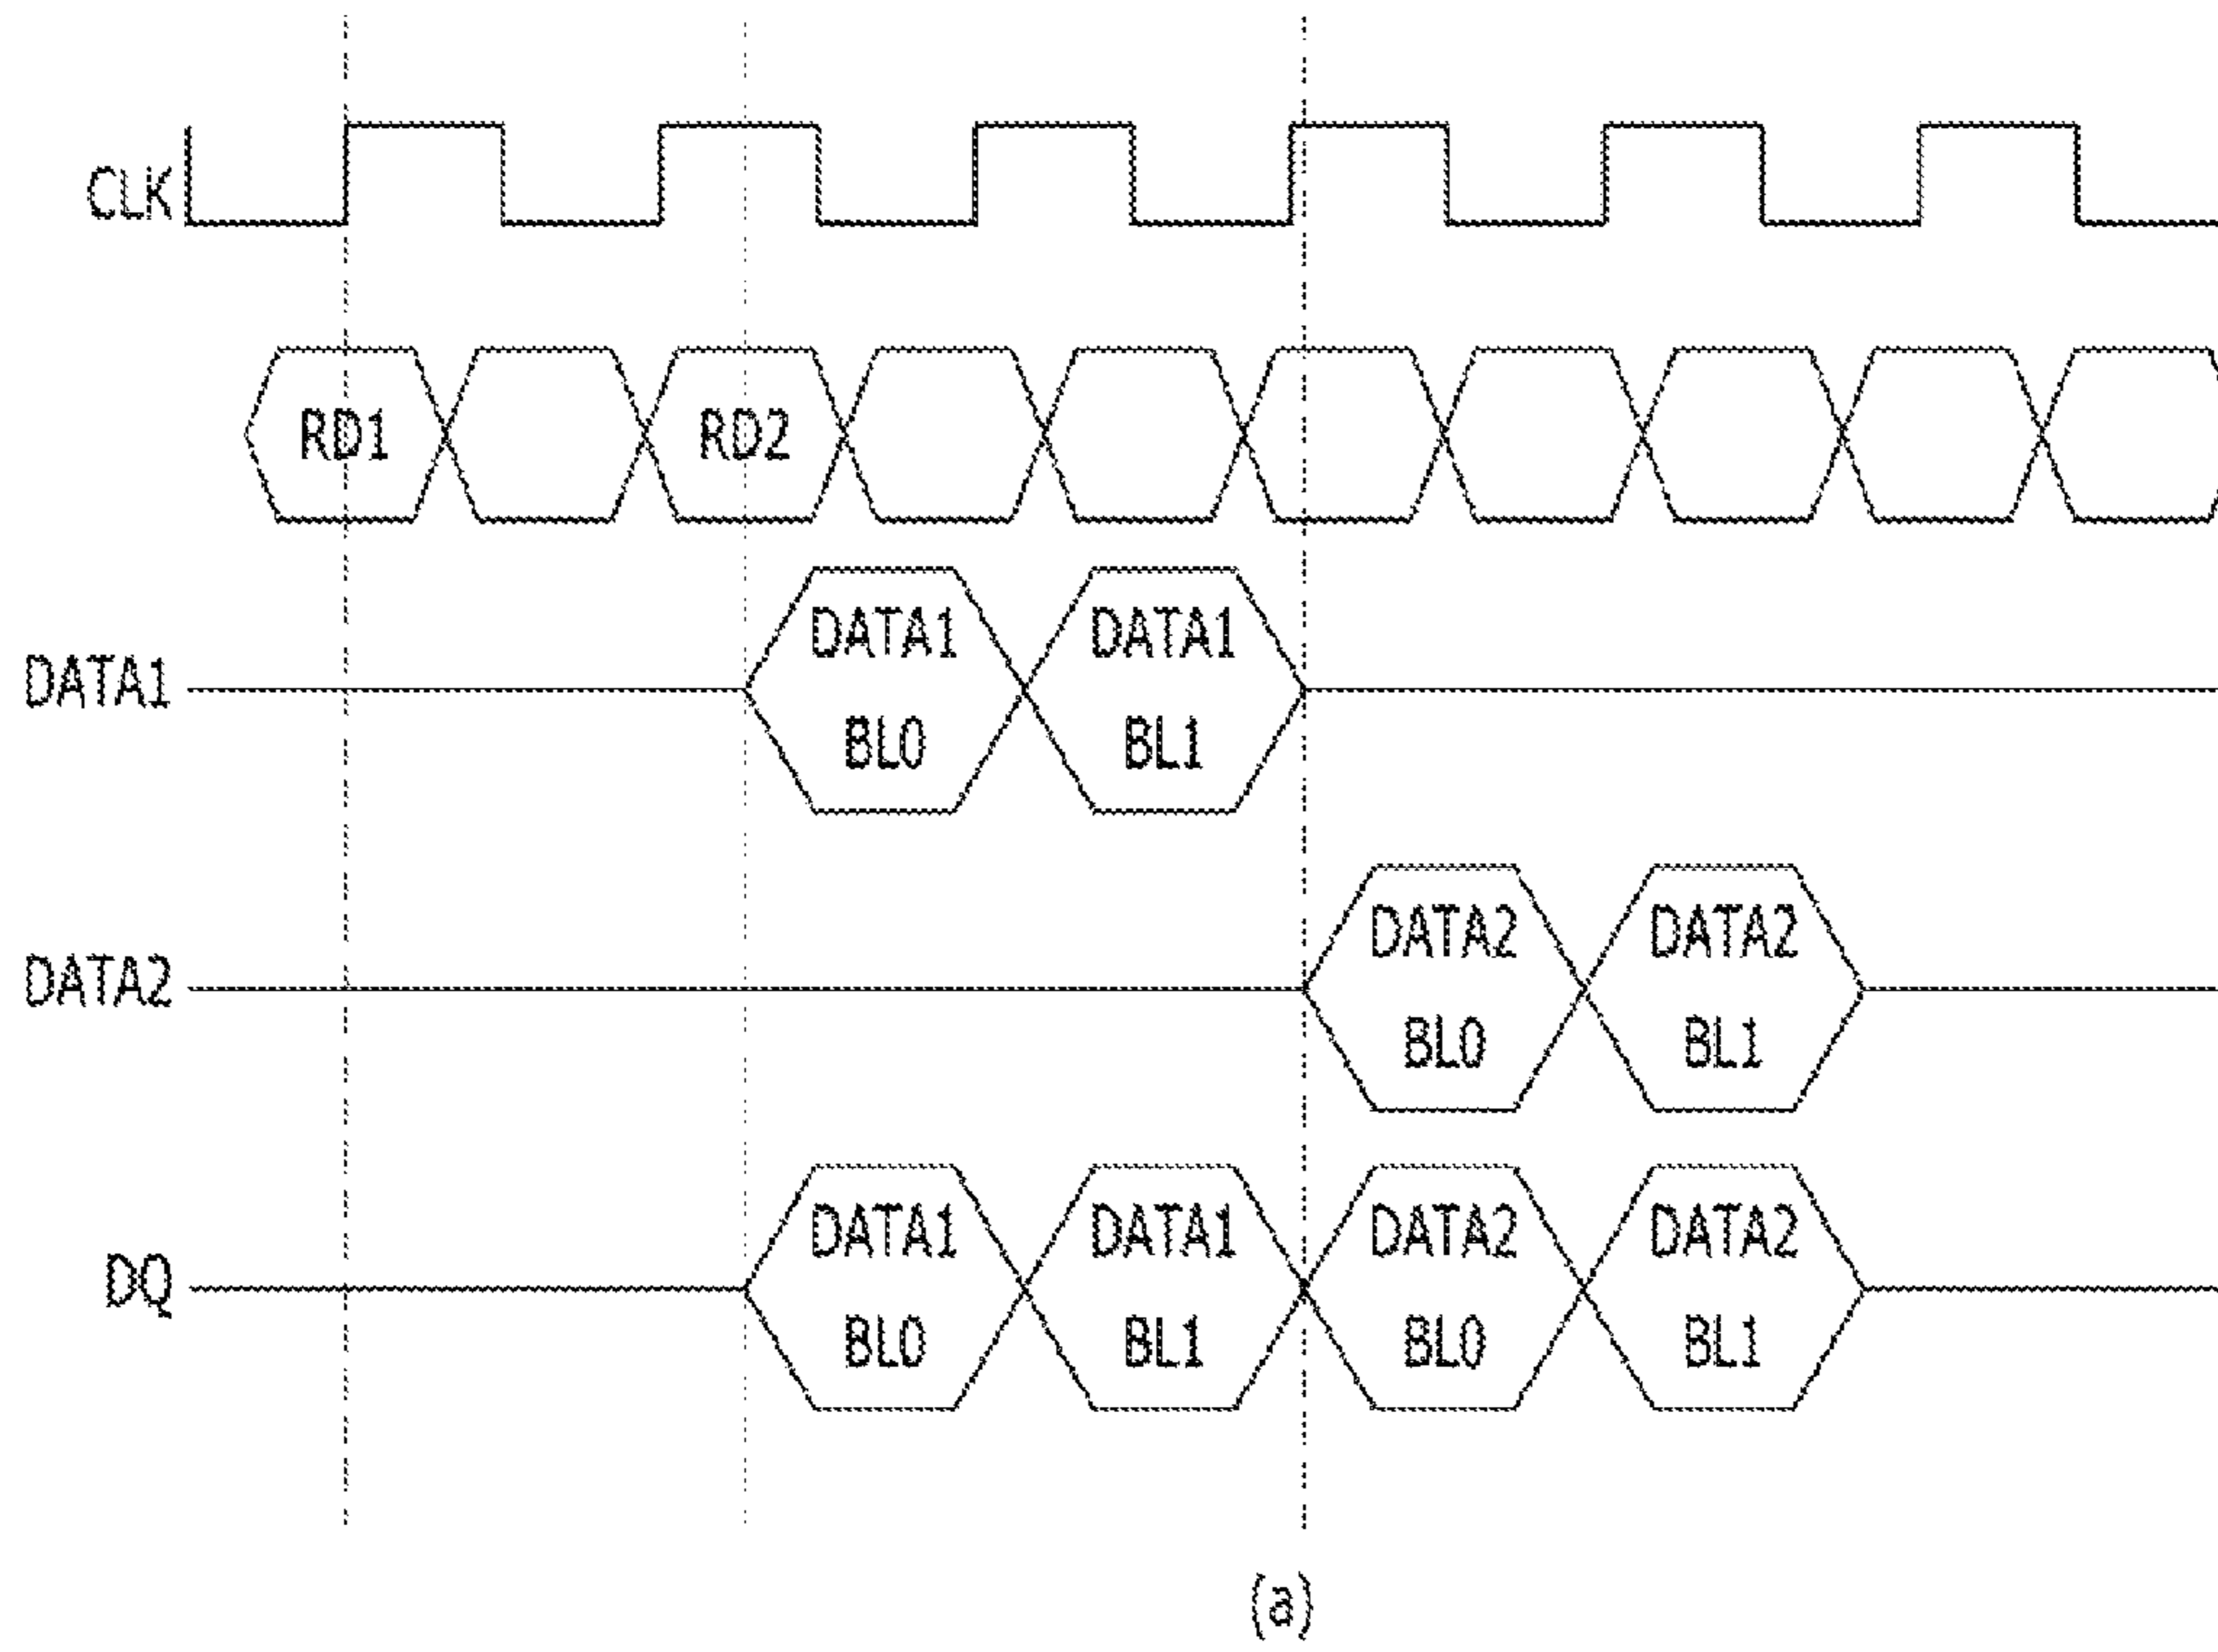 CLK
RD1 RD2
DATA1 DATA1
DATA1
BL0 BL1
DATA2 DATA2
DATA2
BL0 BL1
DATA1 DATA1 DATA2 DATA2
DQ
BL0 BL1 BL0 BL1
(a)